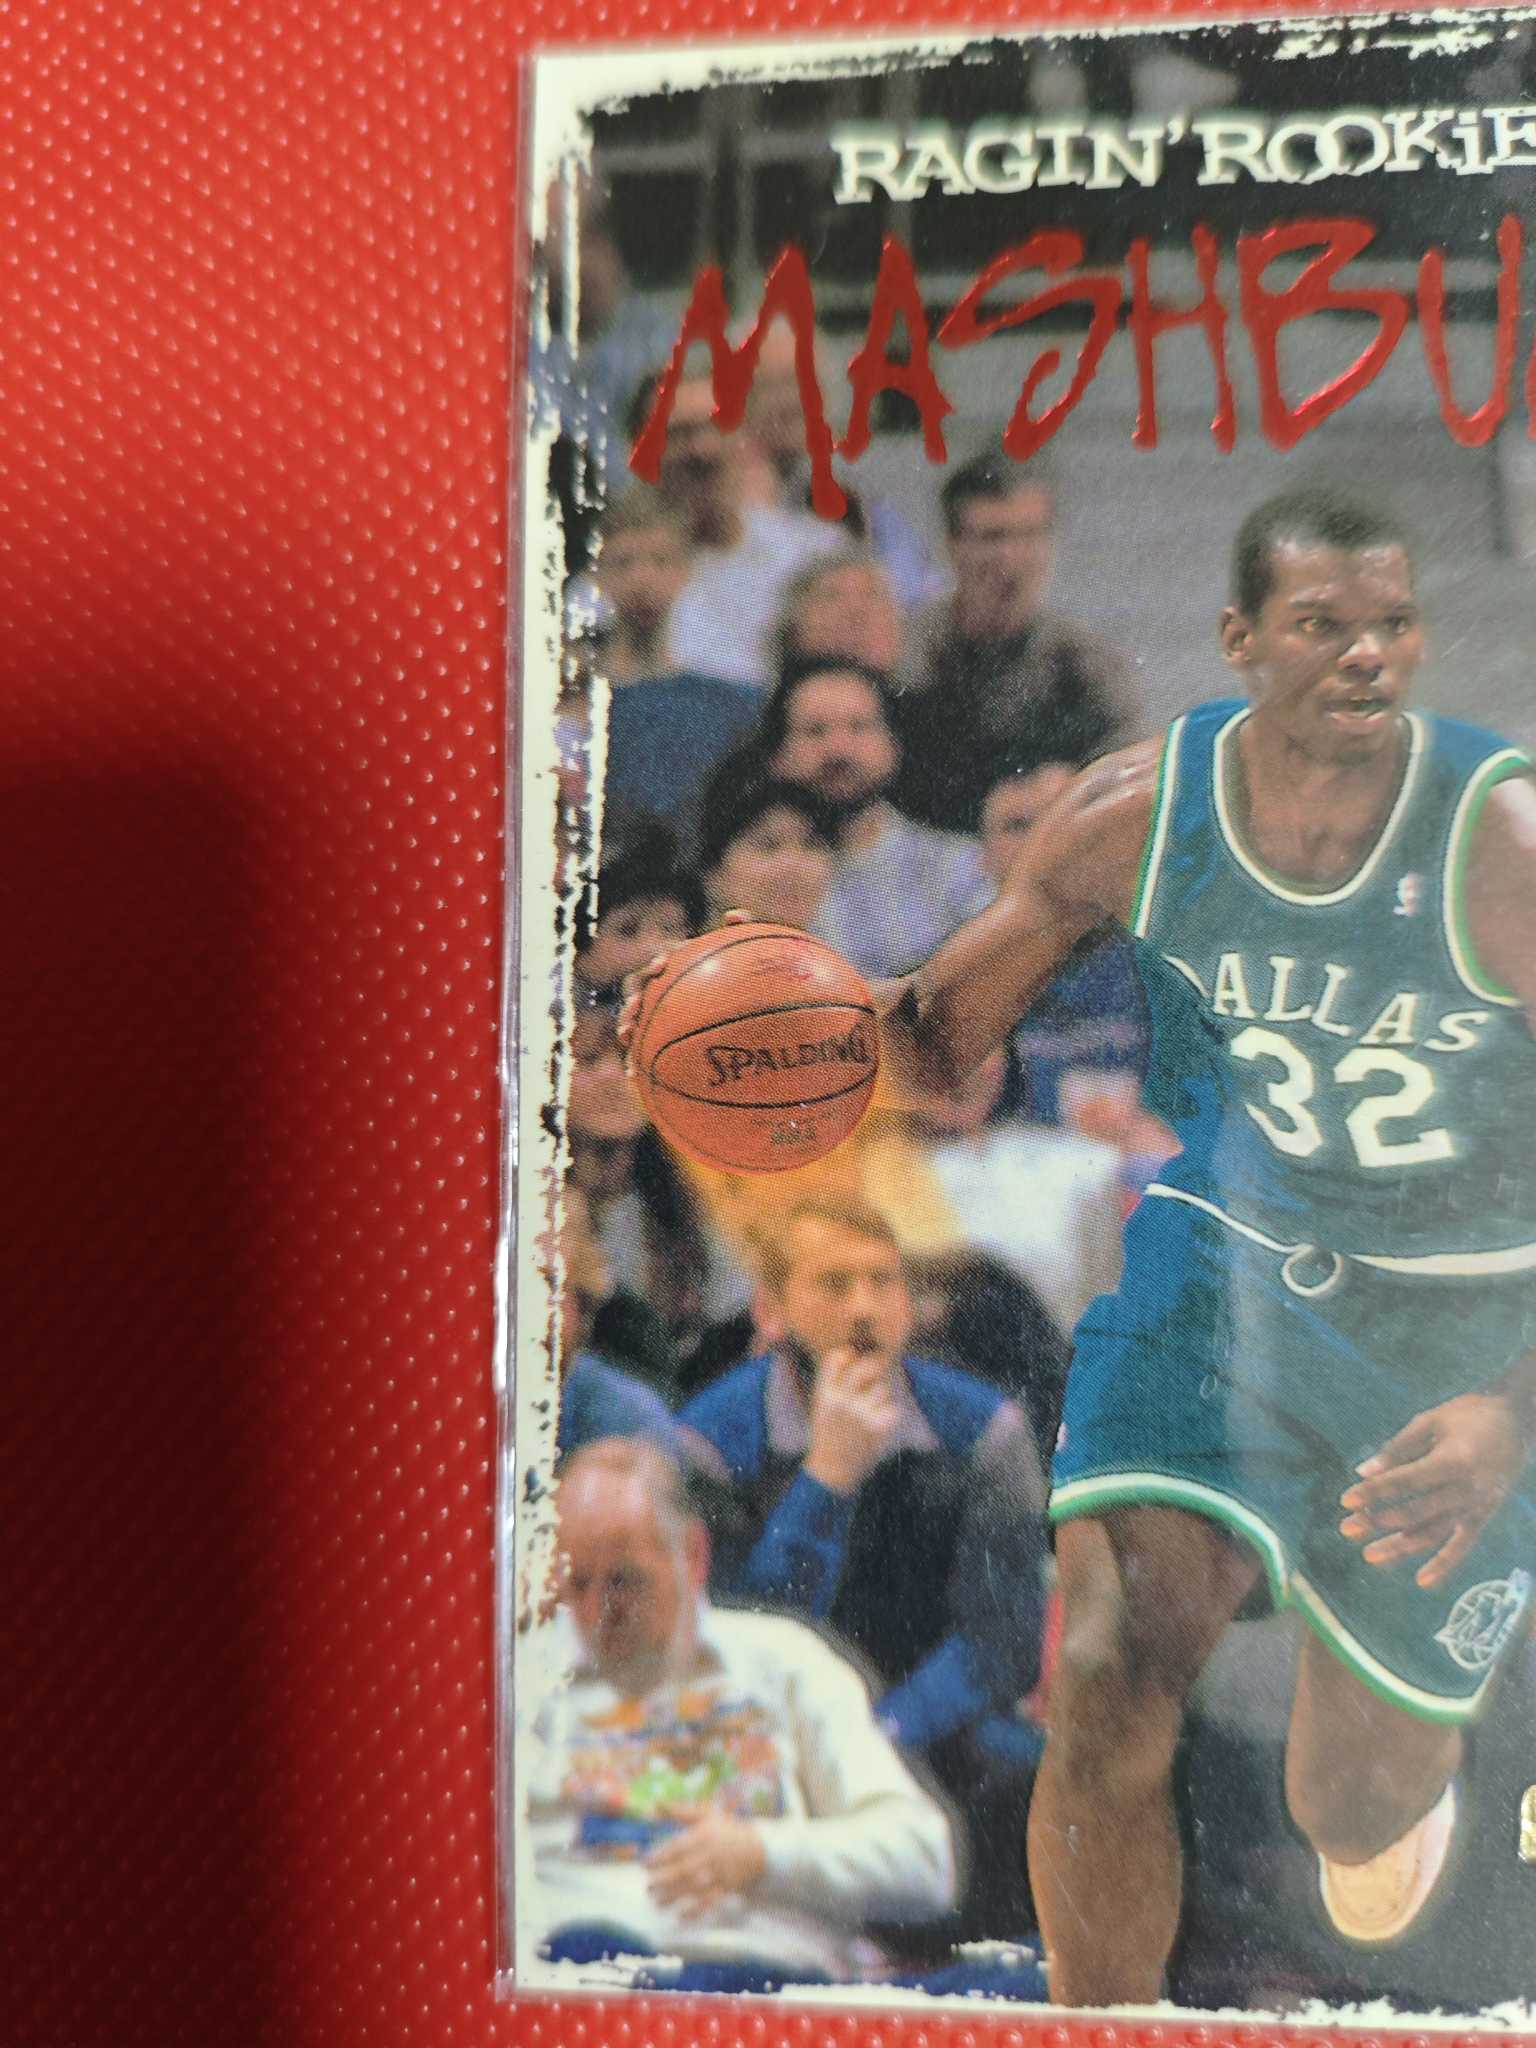 RAGIN' ROOKiE
MASHBU
SPALDING
DALLAS
32